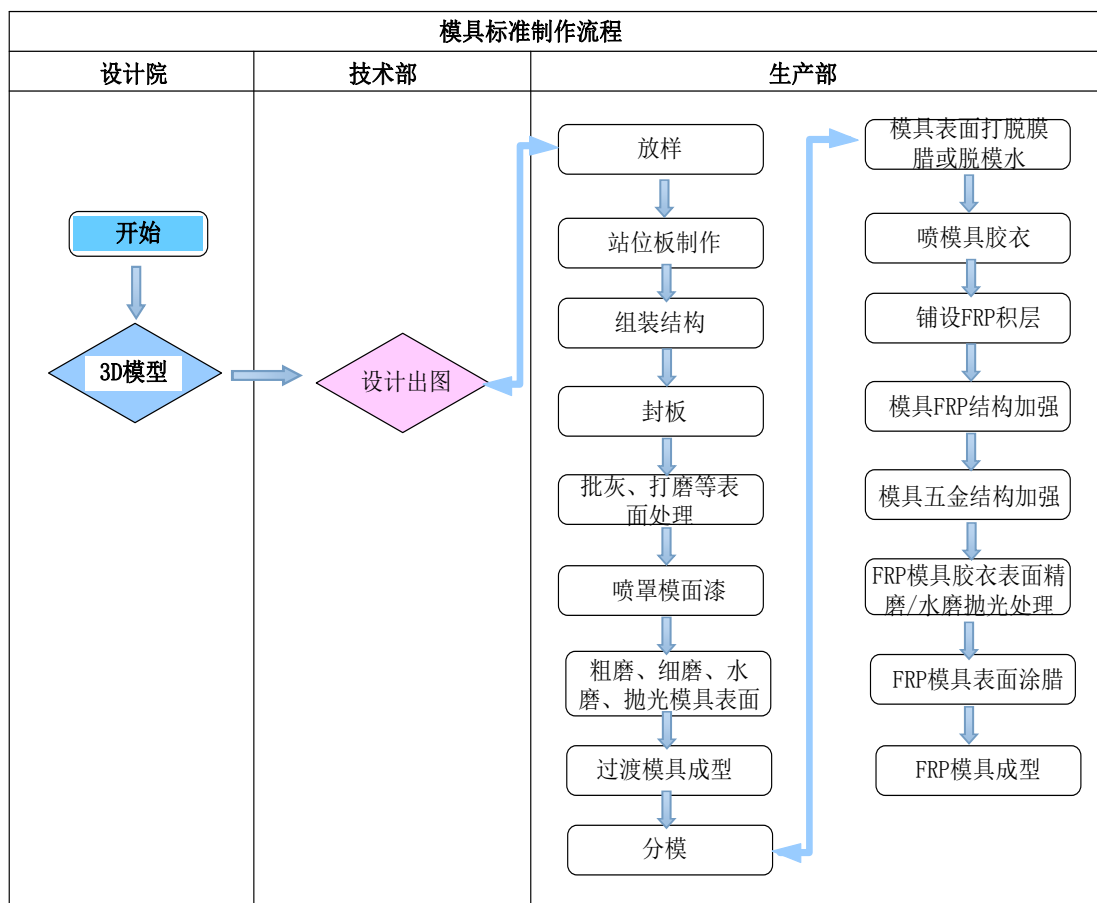 模具标准制作流程
设计院
技术部
生产部
开始
3D模型
设计出图
放样
站位板制作
组装结构
封板
批灰、打磨等表
面处理
喷罩模面漆
粗磨、细磨、水
磨、抛光模具表面
过渡模具成型
分模
模具表面打脱膜
腊或脱模水
喷模具胶衣
铺设FRP积层
模具FRP结构加强
模具五金结构加强
FRP模具胶衣表面精
磨/水磨抛光处理
FRP模具表面涂腊
FRP模具成型